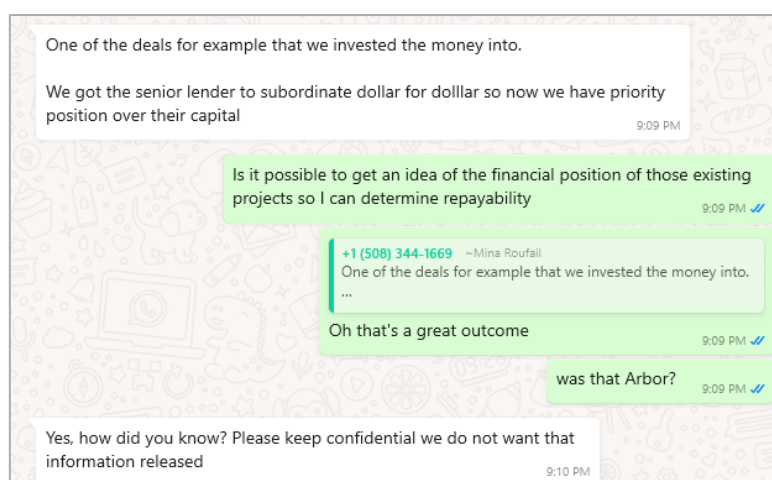 One of the deals for example that we invested the money into.
We got the senior lender to subordinate dollar for dolllar so now we have priority
position over their capital
9:09 PM
Is it possible to get an idea of the financial position of those existing
projects so I can determine repayability
9:09 PM
+1 (508) 344-1669 ~Mina Roufail
One of the deals for example that we invested the money into.
...
Oh that's a great outcome
9:09 PM
was that Arbor?
9:09 PM
Yes, how did you know? Please keep confidential we do not want that
information released
9:10 PM